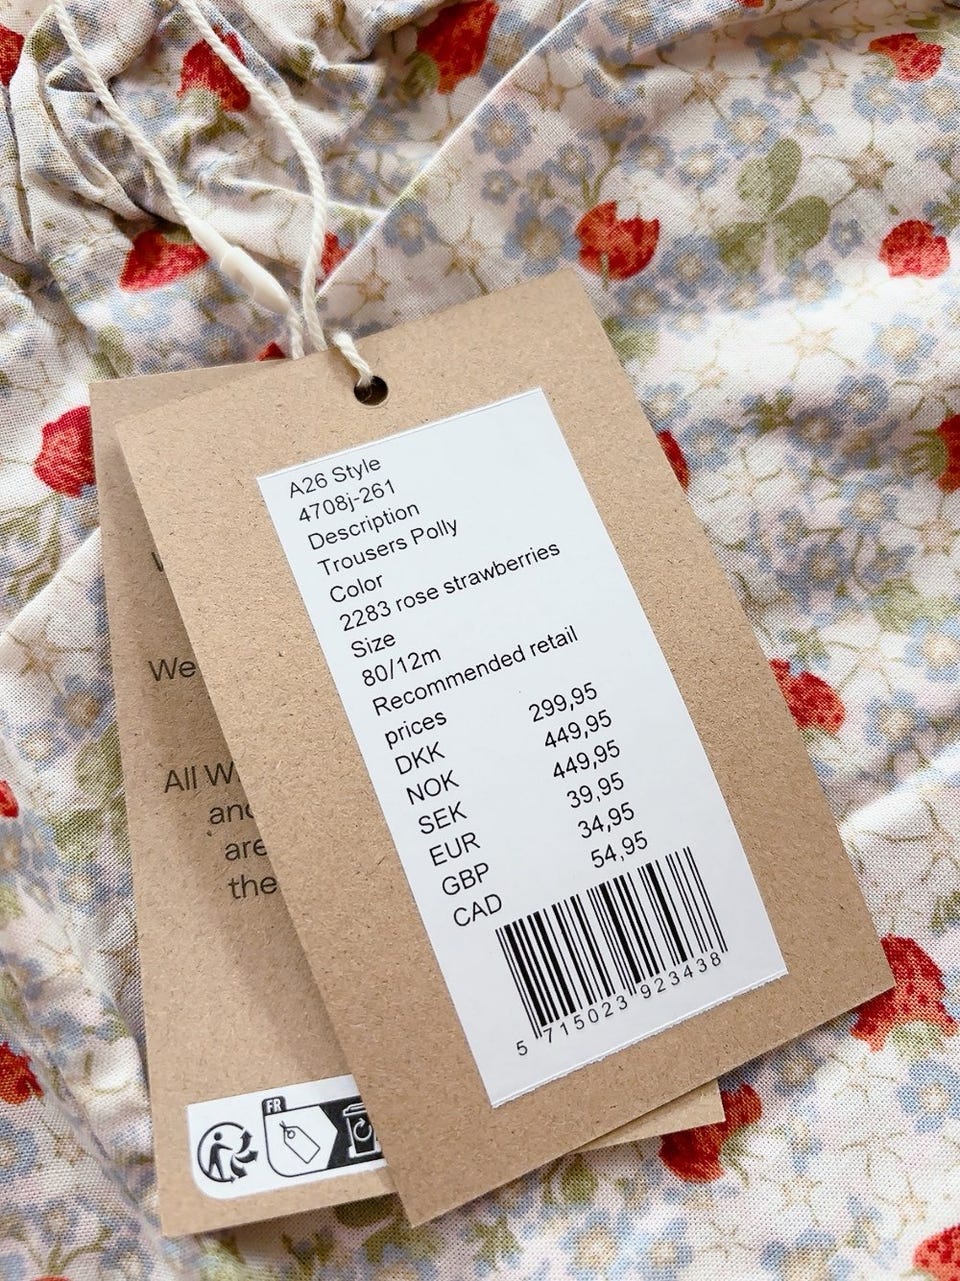 A26 Style
4708j-261
Description
Trousers Polly
Color
2283 rose strawberries
Size
80/12m
Recommended retail
prices
DKK 299,95
NOK 449,95
SEK 449,95
EUR 39,95
GBP 34,95
CAD 54,95
5 715023 923438
We
All W
and
are
the
FR